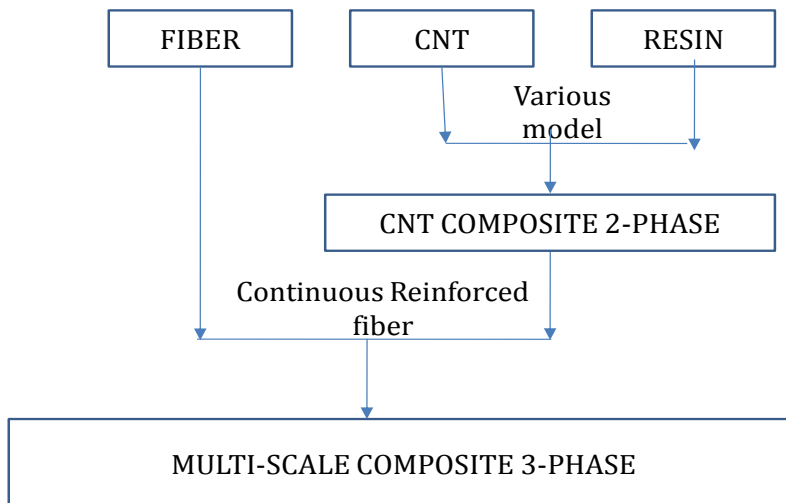 FIBER
CNT
RESIN
Various
model
CNT COMPOSITE 2-PHASE
Continuous Reinforced
fiber
MULTI-SCALE COMPOSITE 3-PHASE